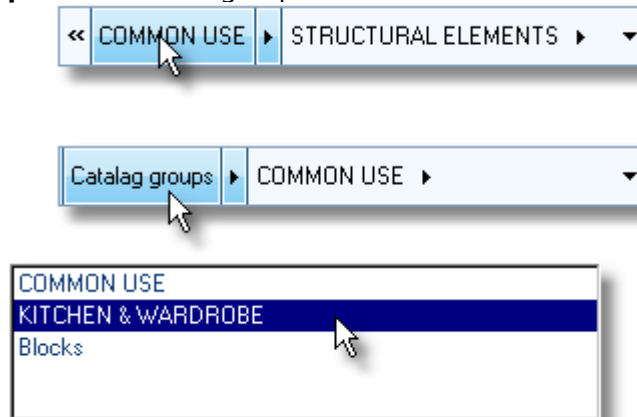 « COMMON USE ▸ STRUCTURAL ELEMENTS ▸
Catalag groups ▸ COMMON USE ▸
COMMON USE
KITCHEN & WARDROBE
Blocks